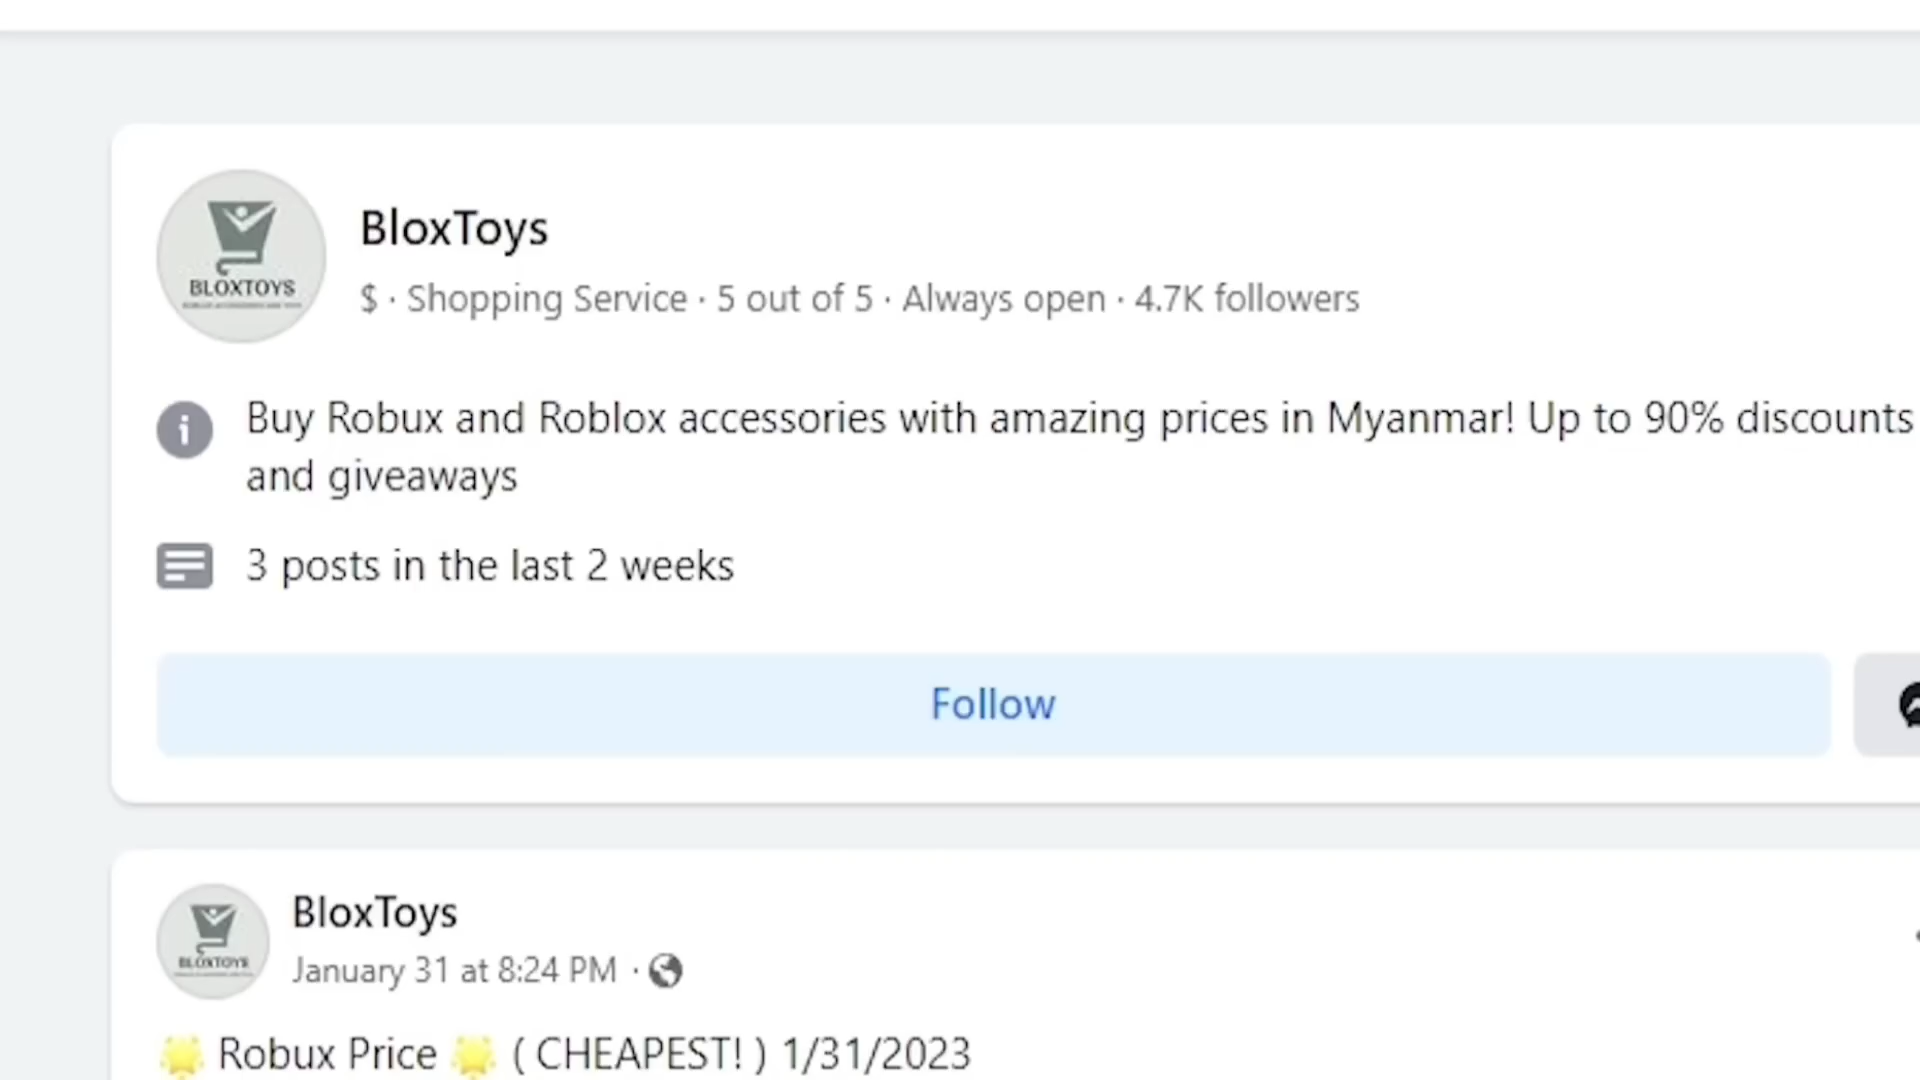 BLOXTOYS
BloxToys
$ · Shopping Service · 5 out of 5 · Always open · 4.7K followers
Buy Robux and Roblox accessories with amazing prices in Myanmar! Up to 90% discounts
and giveaways
3 posts in the last 2 weeks
Follow
BLOXTOYS
BloxToys
January 31 at 8:24 PM ·
🌟 Robux Price 🌟 ( CHEAPEST! ) 1/31/2023